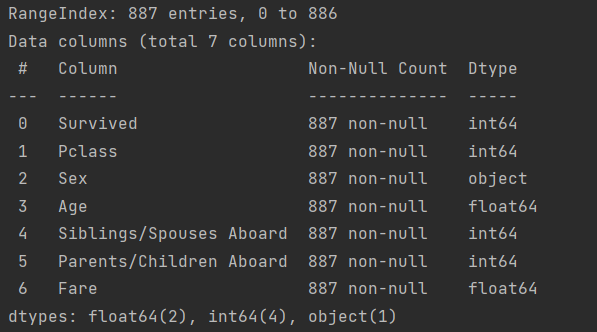 RangeIndex: 887 entries, 0 to 886
Data columns (total 7 columns):
 #   Column                   Non-Null Count  Dtype
---  ------                   --------------  -----
 0   Survived                 887 non-null    int64
 1   Pclass                   887 non-null    int64
 2   Sex                      887 non-null    object
 3   Age                      887 non-null    float64
 4   Siblings/Spouses Aboard  887 non-null    int64
 5   Parents/Children Aboard  887 non-null    int64
 6   Fare                     887 non-null    float64
dtypes: float64(2), int64(4), object(1)